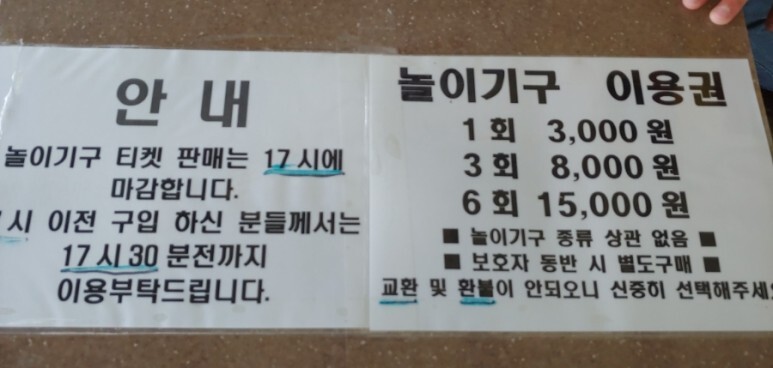 안 내
놀이기구 티켓 판매는 17시에
마감합니다.
시 이전 구입 하신 분들께서는
17시 30분전까지
이용부탁드립니다.
놀이기구 이용권
1회 3,000원
3회 8,000원
6회 15,000원
■ 놀이기구 종류 상관 없음 ■
■ 보호자 동반 시 별도구매 ■
교환 및 환불이 안되오니 신중히 선택해주세